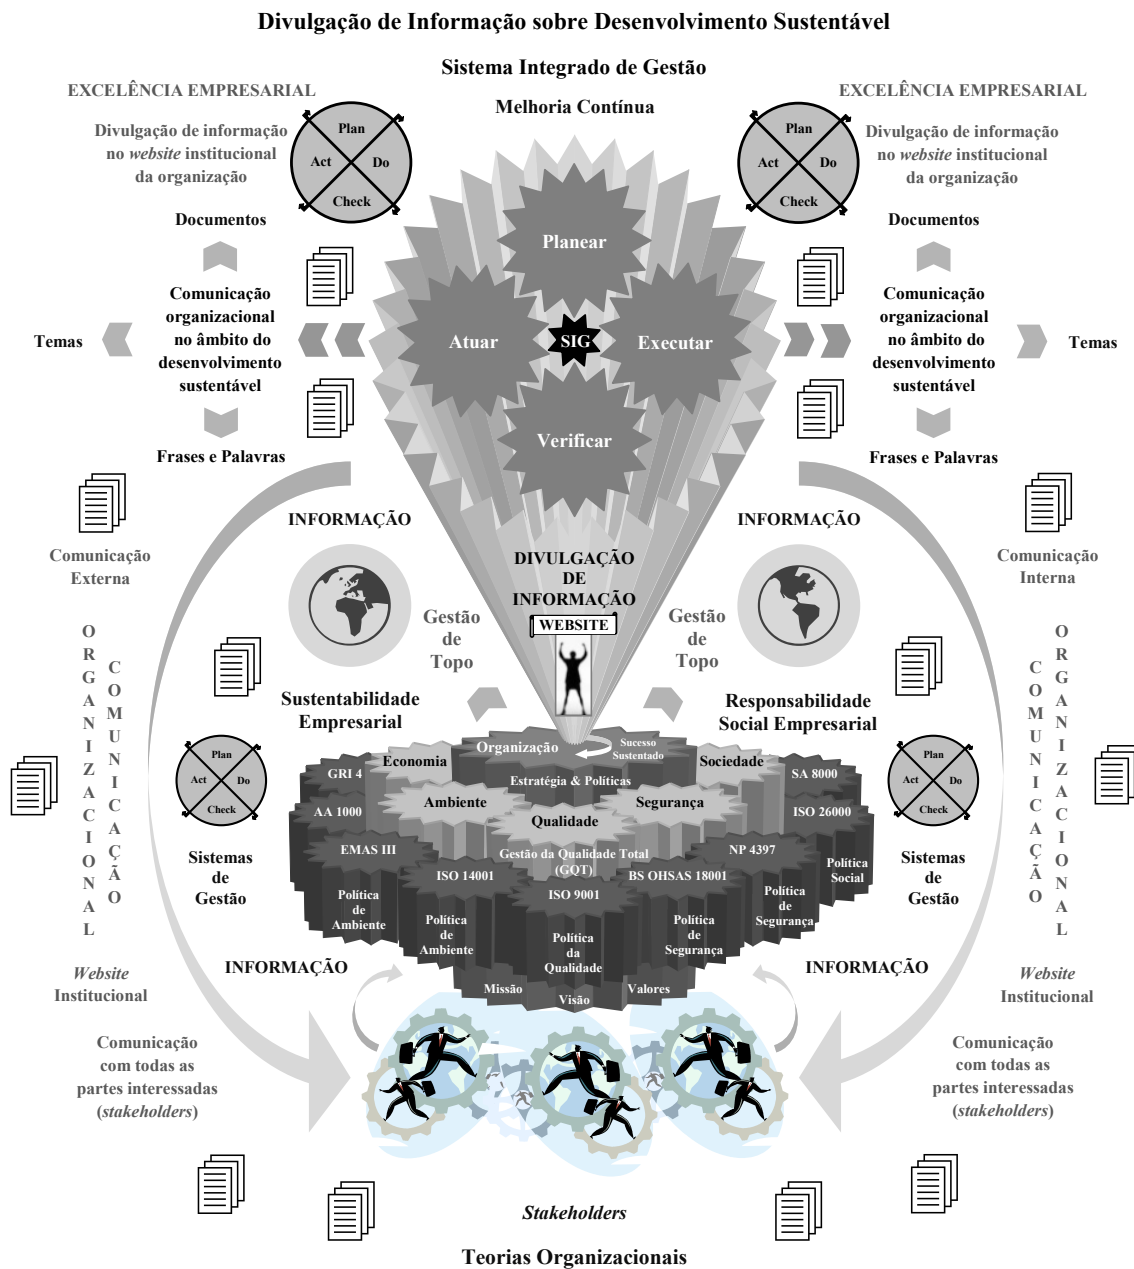 Divulgação de Informação sobre Desenvolvimento Sustentável
Sistema Integrado de Gestão
Melhoria Contínua
EXCELÊNCIA EMPRESARIAL
Divulgação de informação
no website institucional
da organização
Plan
Act
Do
Check
Documentos
Comunicação
organizacional
no âmbito do
desenvolvimento
sustentável
Temas
Frases e Palavras
EXCELÊNCIA EMPRESARIAL
Divulgação de informação
no website institucional
da organização
Plan
Act
Do
Check
Documentos
Comunicação
organizacional
no âmbito do
desenvolvimento
sustentável
Temas
Frases e Palavras
Planear
Atuar
SIG
Executar
Verificar
INFORMAÇÃO
INFORMAÇÃO
Comunicação
Externa
Comunicação
Interna
DIVULGAÇÃO
DE
INFORMAÇÃO
WEBSITE
Gestão
de
Topo
Gestão
de
Topo
ORGANIZACIONAL
COMUNICAÇÃO
COMUNICAÇÃO
ORGANIZACIONAL
Sustentabilidade
Empresarial
Responsabilidade
Social Empresarial
Plan
Act
Do
Check
Sistemas
de
Gestão
Plan
Act
Do
Check
Sistemas
de
Gestão
Organização
Sucesso
Sustentado
Estratégia & Políticas
Economia
Sociedade
GRI 4
SA 8000
Ambiente
Segurança
AA 1000
ISO 26000
Qualidade
EMAS III
NP 4397
Gestão da Qualidade Total
(GQT)
ISO 14001
BS OHSAS 18001
ISO 9001
Política
Social
Política
de
Ambiente
Política
de
Segurança
Política
de
Ambiente
Política
de
Segurança
Política
da
Qualidade
Missão
Visão
Valores
INFORMAÇÃO
INFORMAÇÃO
Website
Institucional
Website
Institucional
Comunicação
com todas as
partes interessadas
(stakeholders)
Comunicação
com todas as
partes interessadas
(stakeholders)
Stakeholders
Teorias Organizacionais